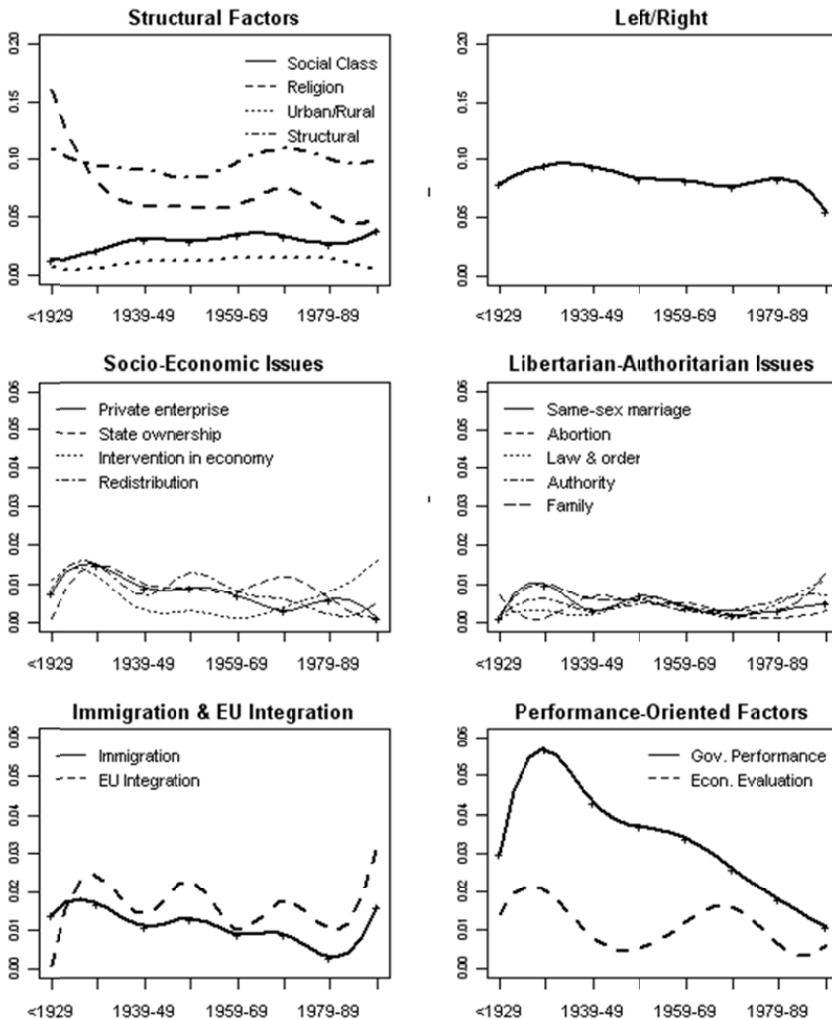 Structural Factors
0.20
0.15
0.10
0.05
0.00
Social Class
Religion
Urban/Rural
Structural
<1929 1939-49 1959-69 1979-89
Left/Right
0.20
0.15
0.10
0.05
0.00
<1929 1939-49 1959-69 1979-89
Socio-Economic Issues
0.06
0.05
0.04
0.03
0.02
0.01
0.00
Private enterprise
State ownership
Intervention in economy
Redistribution
<1929 1939-49 1959-69 1979-89
Libertarian-Authoritarian Issues
0.06
0.05
0.04
0.03
0.02
0.01
0.00
Same-sex marriage
Abortion
Law & order
Authority
Family
<1929 1939-49 1959-69 1979-89
Immigration & EU Integration
0.06
0.05
0.04
0.03
0.02
0.01
0.00
Immigration
EU Integration
<1929 1939-49 1959-69 1979-89
Performance-Oriented Factors
0.06
0.05
0.04
0.03
0.02
0.01
0.00
Gov. Performance
Econ. Evaluation
<1929 1939-49 1959-69 1979-89